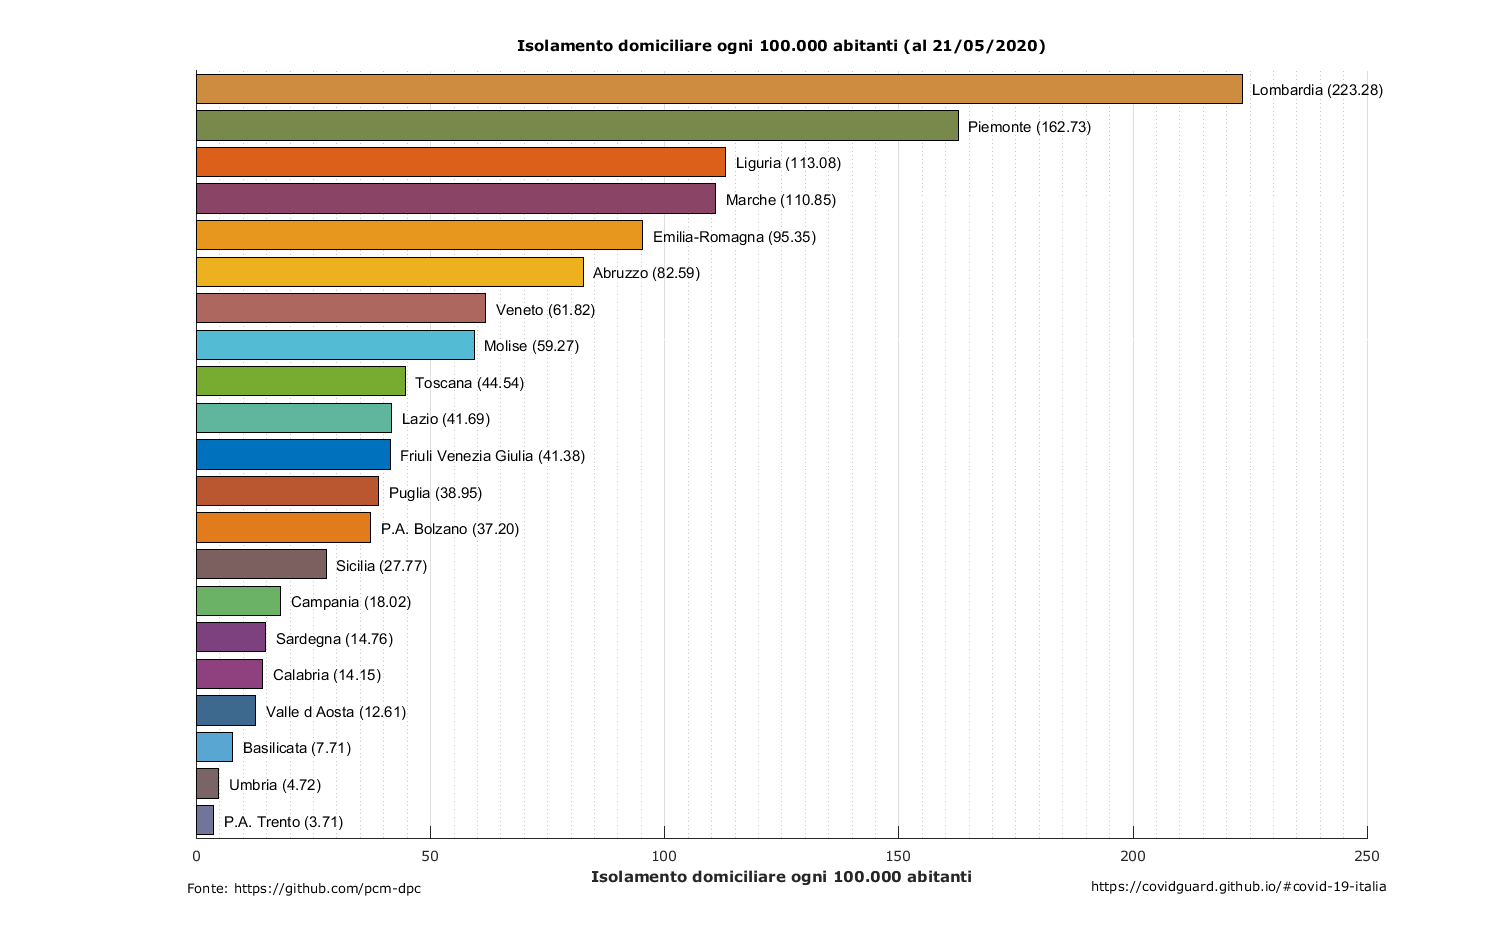 Isolamento domiciliare ogni 100.000 abitanti (al 21/05/2020)
Lombardia (223.28)
Piemonte (162.73)
Liguria (113.08)
Marche (110.85)
Emilia-Romagna (95.35)
Abruzzo (82.59)
Veneto (61.82)
Molise (59.27)
Toscana (44.54)
Lazio (41.69)
Friuli Venezia Giulia (41.38)
Puglia (38.95)
P.A. Bolzano (37.20)
Sicilia (27.77)
Campania (18.02)
Sardegna (14.76)
Calabria (14.15)
Valle d Aosta (12.61)
Basilicata (7.71)
Umbria (4.72)
P.A. Trento (3.71)
0 50 100 150 200 250
Isolamento domiciliare ogni 100.000 abitanti
Fonte: https://github.com/pcm-dpc
https://covidguard.github.io/#covid-19-italia